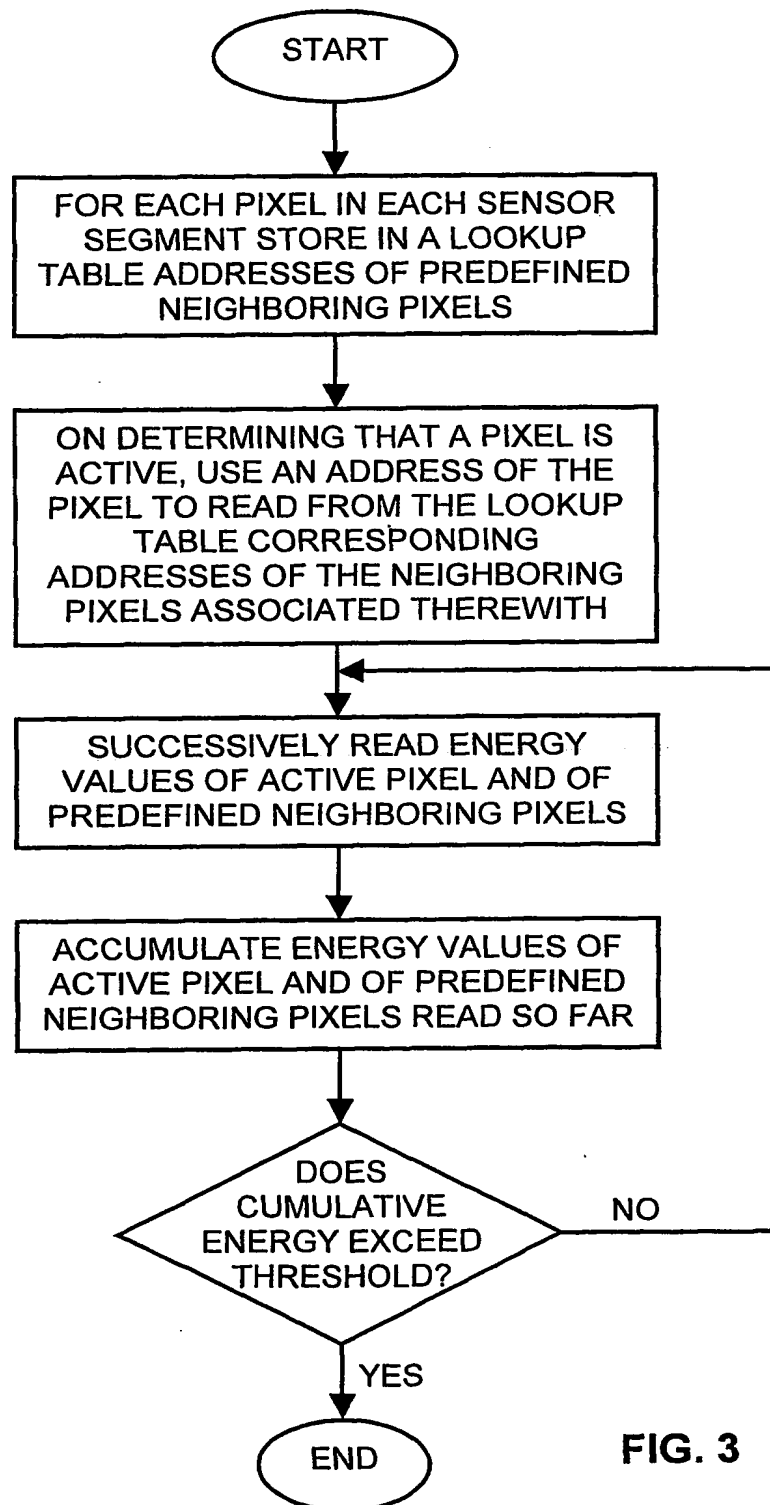 START
FOR EACH PIXEL IN EACH SENSOR
SEGMENT STORE IN A LOOKUP
TABLE ADDRESSES OF PREDEFINED
NEIGHBORING PIXELS
ON DETERMINING THAT A PIXEL IS
ACTIVE, USE AN ADDRESS OF THE
PIXEL TO READ FROM THE LOOKUP
TABLE CORRESPONDING
ADDRESSES OF THE NEIGHBORING
PIXELS ASSOCIATED THEREWITH
SUCCESSIVELY READ ENERGY
VALUES OF ACTIVE PIXEL AND OF
PREDEFINED NEIGHBORING PIXELS
ACCUMULATE ENERGY VALUES OF
ACTIVE PIXEL AND OF PREDEFINED
NEIGHBORING PIXELS READ SO FAR
DOES
CUMULATIVE
ENERGY EXCEED
THRESHOLD?
NO
YES
END
FIG. 3